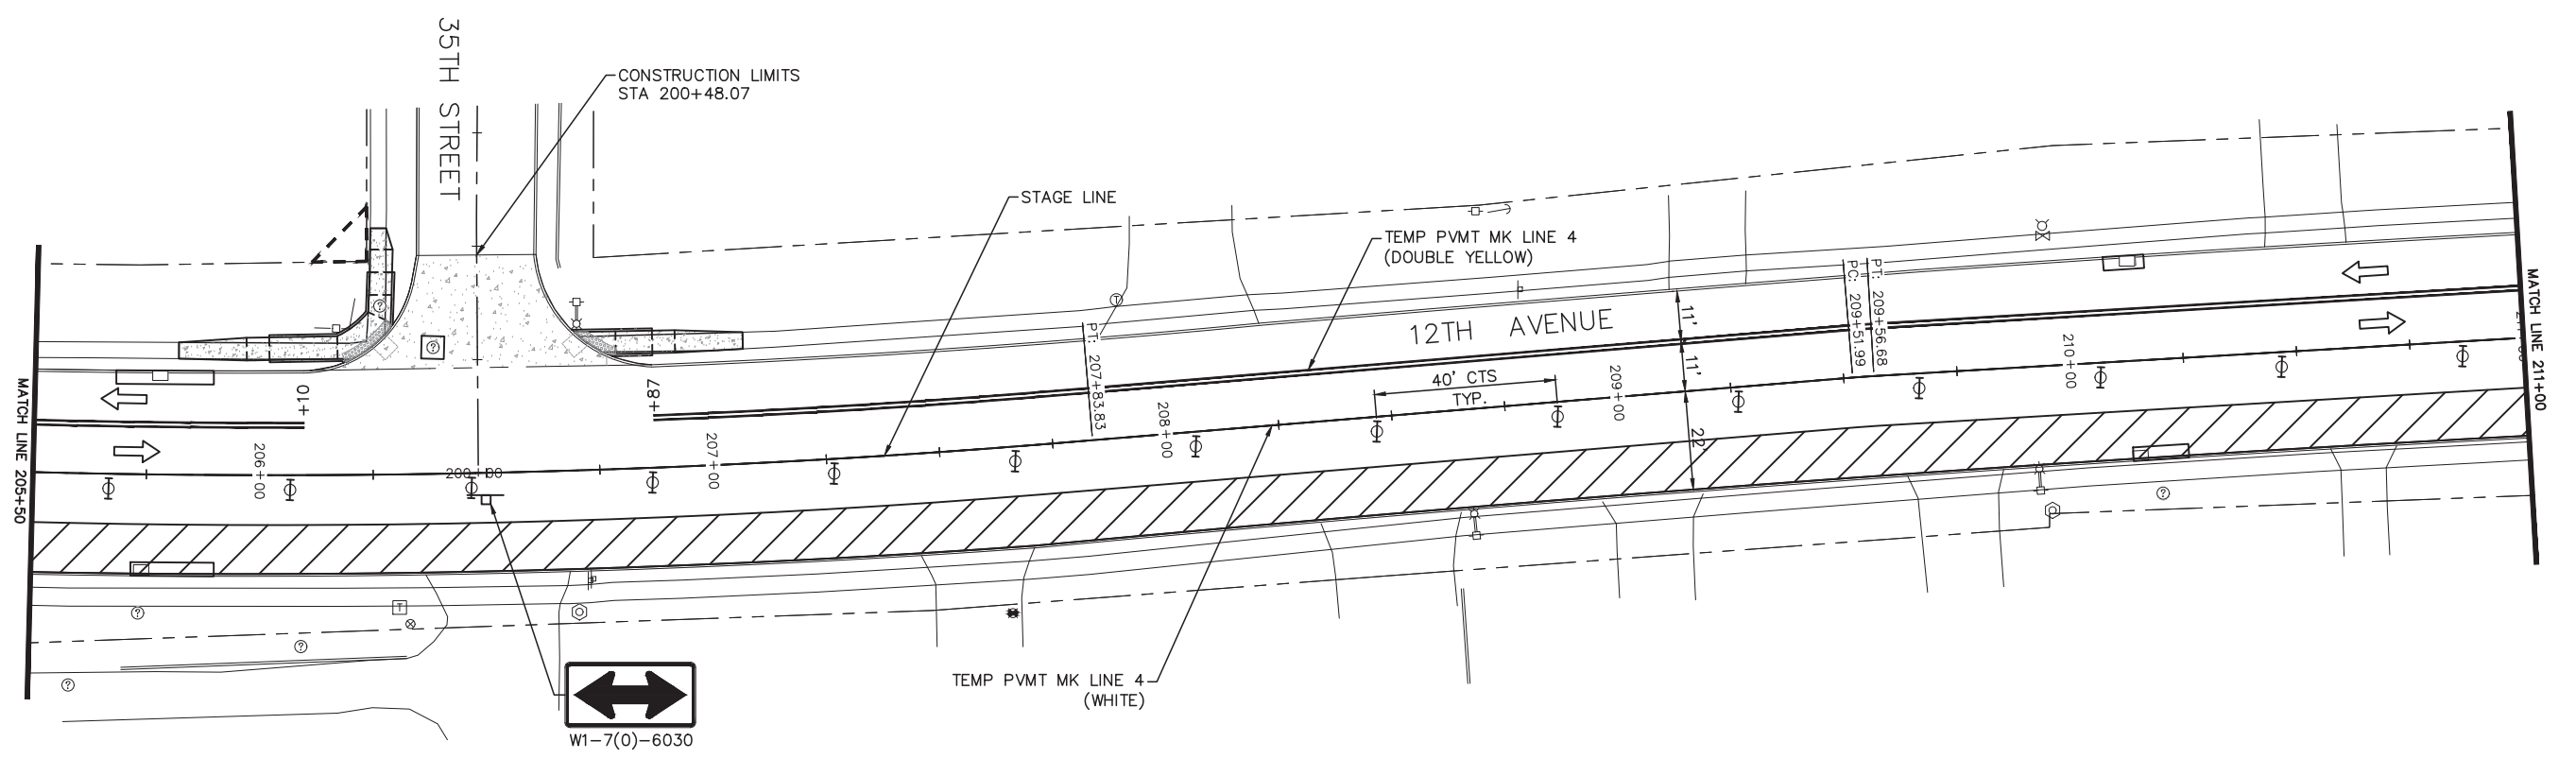 35TH STREET
CONSTRUCTION LIMITS
STA 200+48.07
STAGE LINE
TEMP PVMT MK LINE 4
(DOUBLE YELLOW)
12TH AVENUE
11'
11'
22'
40' CTS
TYP.
PT: 207+83.83
PC: 209+51.99
PT: 209+56.68
MATCH LINE 205+50
MATCH LINE 211+00
+10
+87
206+00
207+00
208+00
209+00
210+00
T
T
?
?
?
?
?
?
TEMP PVMT MK LINE 4
(WHITE)
W1-7(0)-6030